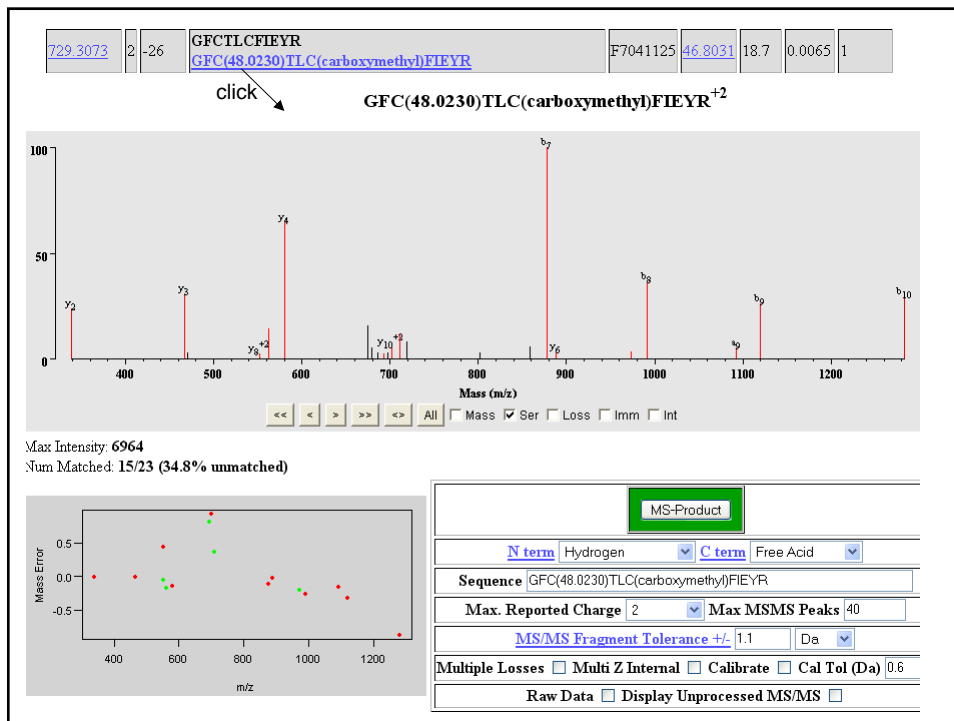 729.3073 2 -26 GFCTLCFIEYR F7041125 46.8031 18.7 0.0065 1
GFC(48.0230)TLC(carboxymethyl)FIEYR
click
GFC(48.0230)TLC(carboxymethyl)FIEYR+2
100
50
0
y2
y3
y4
y8+2
y10+2
b7
y6
b8
a9
b9
b10
400 500 600 700 800 900 1000 1100 1200
Mass (m/z)
<< < > >> <> All Mass Ser Loss Imm Int
Max Intensity: 6964
Num Matched: 15/23 (34.8% unmatched)
Mass Error
0.5
0.0
-0.5
400 600 800 1000 1200
m/z
MS-Product
N term Hydrogen C term Free Acid
Sequence GFC(48.0230)TLC(carboxymethyl)FIEYR
Max. Reported Charge 2 Max MSMS Peaks 40
MS/MS Fragment Tolerance +/- 1.1 Da
Multiple Losses Multi Z Internal Calibrate Cal Tol (Da) 0.6
Raw Data Display Unprocessed MS/MS